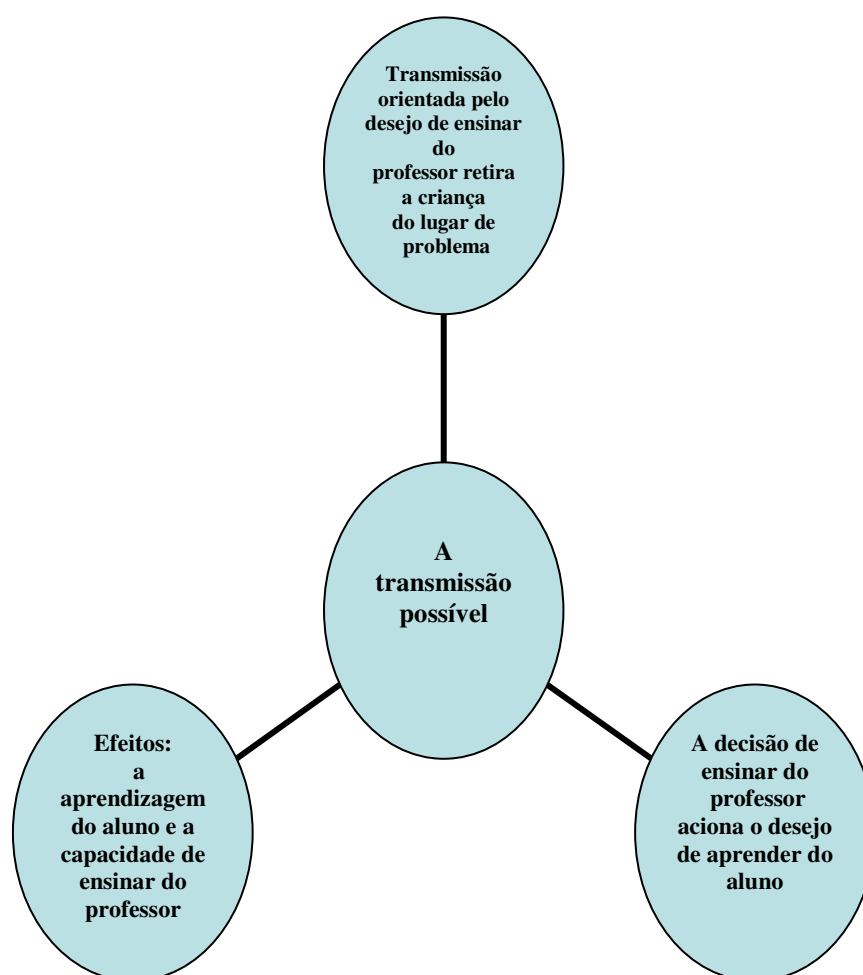 Transmissão
orientada pelo
desejo de ensinar
do
professor retira
a criança
do lugar de
problema
A
transmissão
possível
Efeitos:
a
aprendizagem
do aluno e a
capacidade de
ensinar do
professor
A decisão de
ensinar do
professor
aciona o desejo
de aprender do
aluno